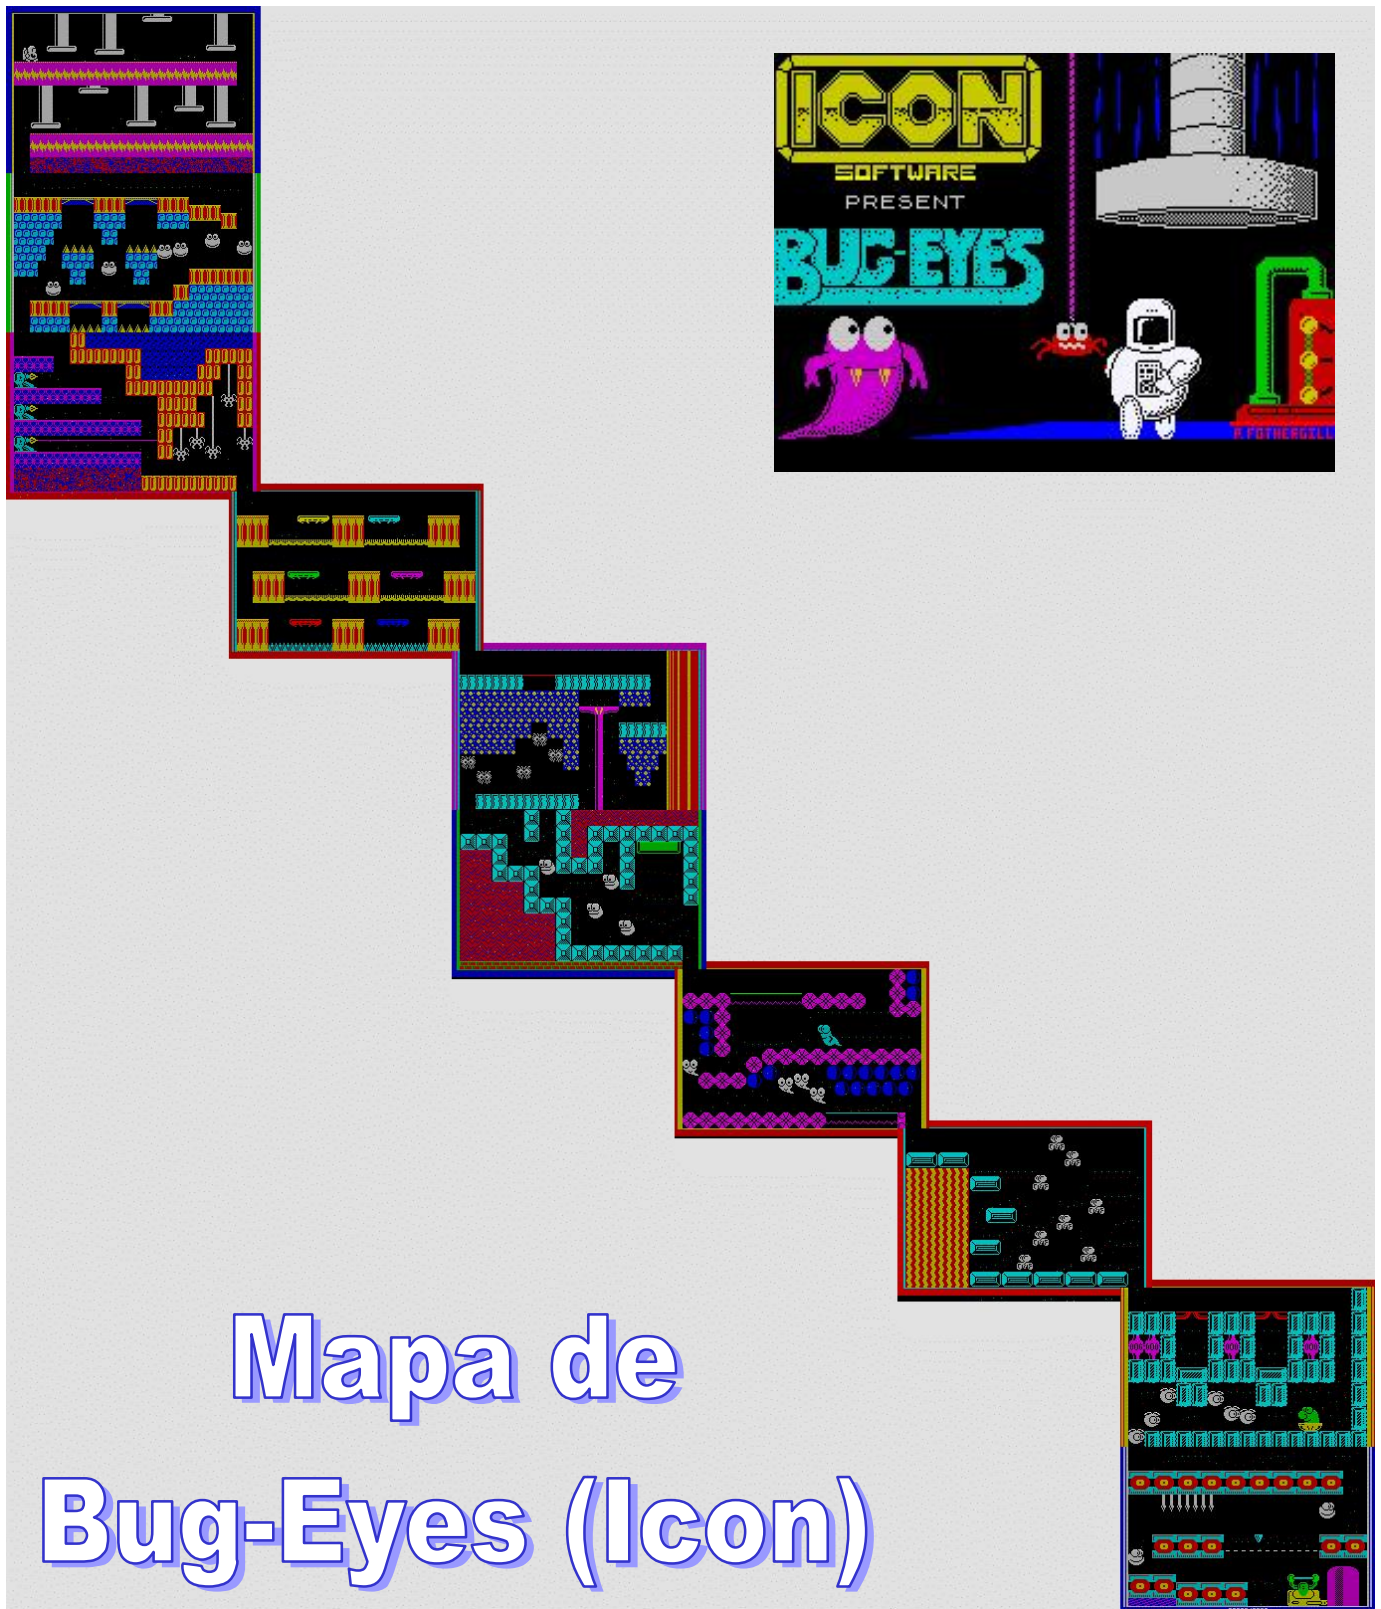 ICON
SOFTWARE
PRESENT
BUG-EYES
P. FOTHERGILL
Mapa de
Bug-Eyes (Icon)